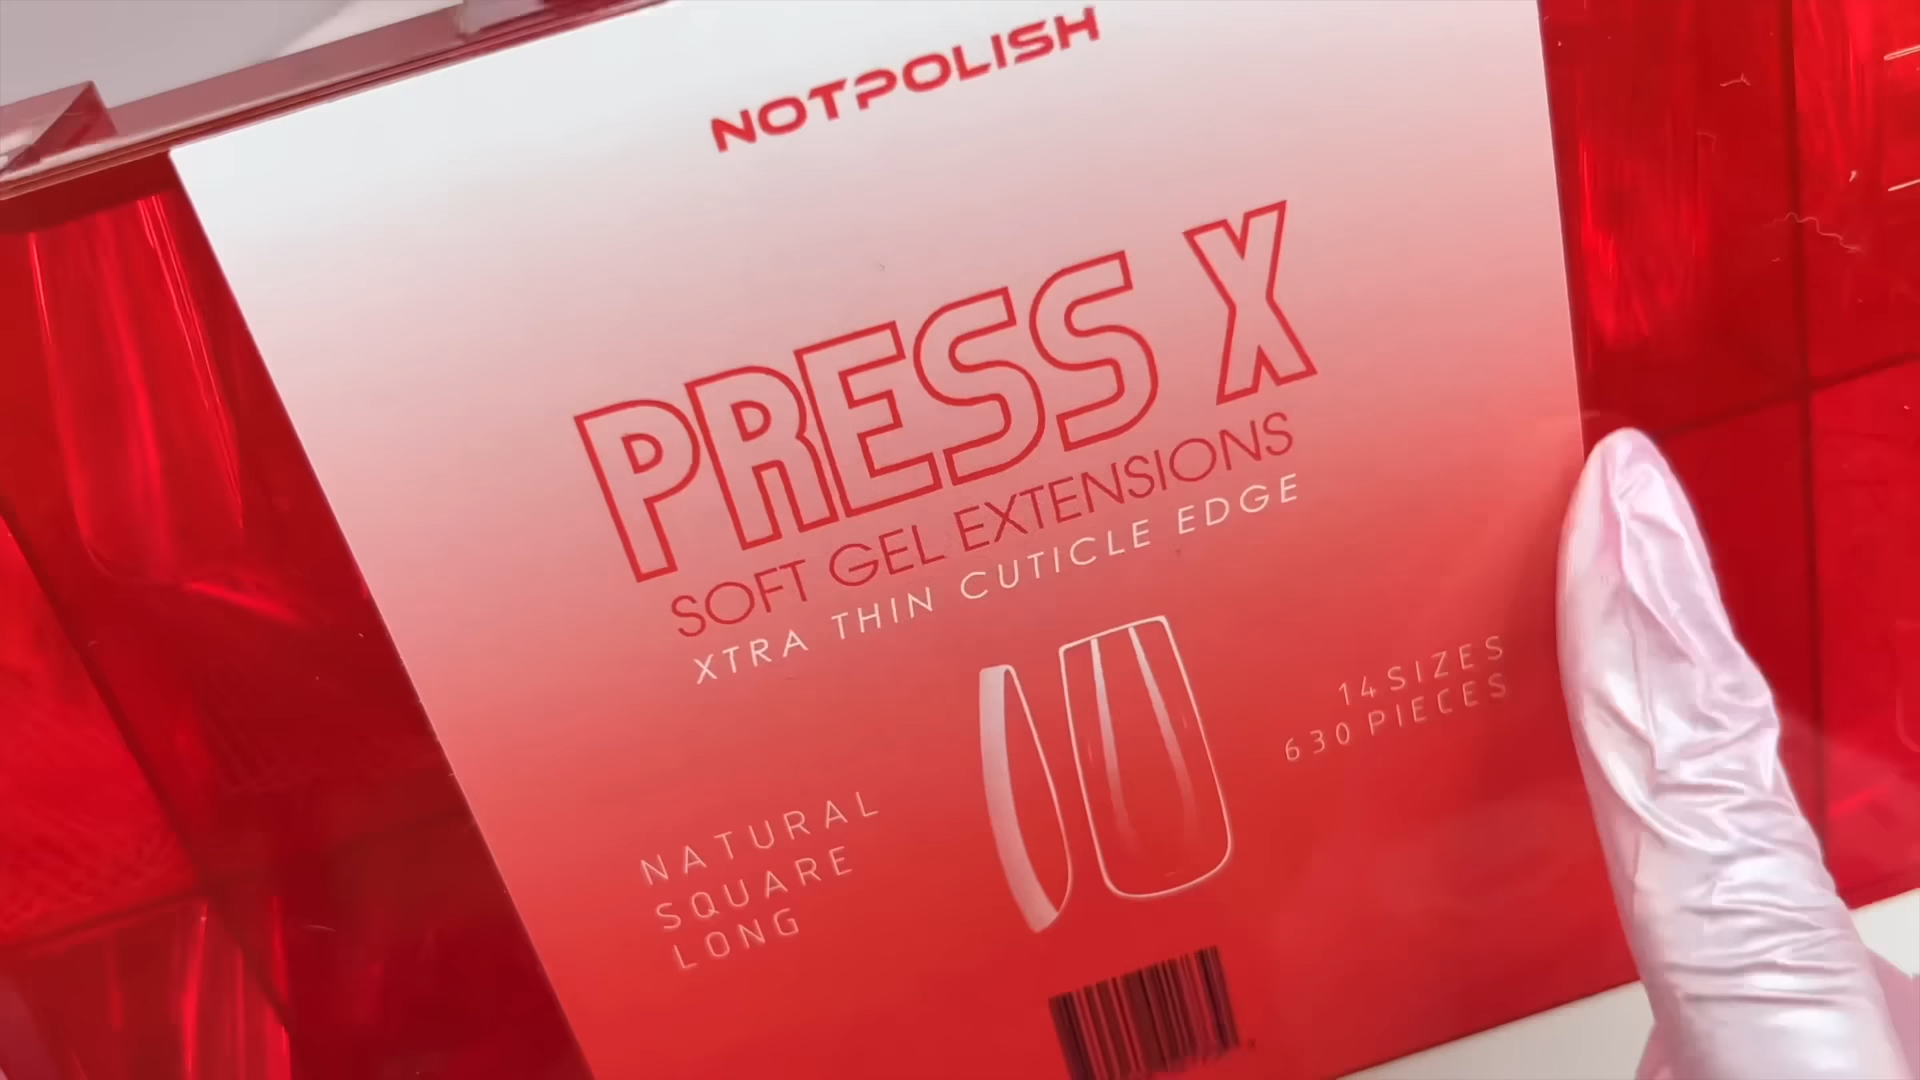 NOTPOLISH
PRESS X
SOFT GEL EXTENSIONS
XTRA THIN CUTICLE EDGE
14 SIZES
630 PIECES
NATURAL
SQUARE
LONG